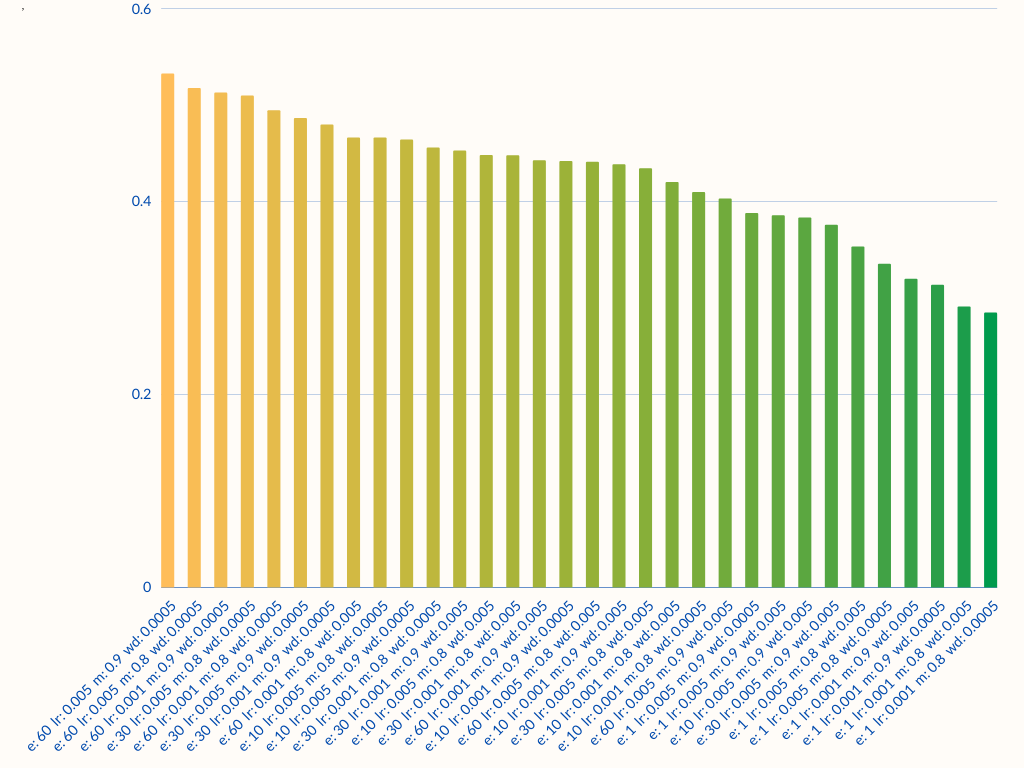 0.6
0.4
0.2
0
e: 60 lr: 0.005 m: 0.9 wd: 0.0005
e: 60 lr: 0.005 m: 0.8 wd: 0.0005
e: 60 lr: 0.001 m: 0.9 wd: 0.0005
e: 30 lr: 0.005 m: 0.8 wd: 0.0005
e: 60 lr: 0.001 m: 0.8 wd: 0.0005
e: 30 lr: 0.005 m: 0.9 wd: 0.0005
e: 30 lr: 0.001 m: 0.9 wd: 0.0005
e: 60 lr: 0.001 m: 0.8 wd: 0.005
e: 10 lr: 0.005 m: 0.8 wd: 0.0005
e: 10 lr: 0.005 m: 0.9 wd: 0.0005
e: 30 lr: 0.001 m: 0.8 wd: 0.0005
e: 30 lr: 0.001 m: 0.9 wd: 0.005
e: 10 lr: 0.005 m: 0.8 wd: 0.005
e: 30 lr: 0.001 m: 0.8 wd: 0.005
e: 60 lr: 0.001 m: 0.9 wd: 0.005
e: 10 lr: 0.001 m: 0.9 wd: 0.0005
e: 60 lr: 0.005 m: 0.8 wd: 0.005
e: 10 lr: 0.001 m: 0.9 wd: 0.005
e: 30 lr: 0.005 m: 0.8 wd: 0.005
e: 10 lr: 0.001 m: 0.8 wd: 0.005
e: 10 lr: 0.001 m: 0.8 wd: 0.0005
e: 60 lr: 0.005 m: 0.9 wd: 0.005
e: 1 lr: 0.005 m: 0.9 wd: 0.0005
e: 1 lr: 0.005 m: 0.9 wd: 0.005
e: 10 lr: 0.005 m: 0.9 wd: 0.005
e: 30 lr: 0.005 m: 0.9 wd: 0.005
e: 1 lr: 0.005 m: 0.8 wd: 0.005
e: 1 lr: 0.005 m: 0.8 wd: 0.0005
e: 1 lr: 0.001 m: 0.9 wd: 0.005
e: 1 lr: 0.001 m: 0.9 wd: 0.0005
e: 1 lr: 0.001 m: 0.8 wd: 0.005
e: 1 lr: 0.001 m: 0.8 wd: 0.0005